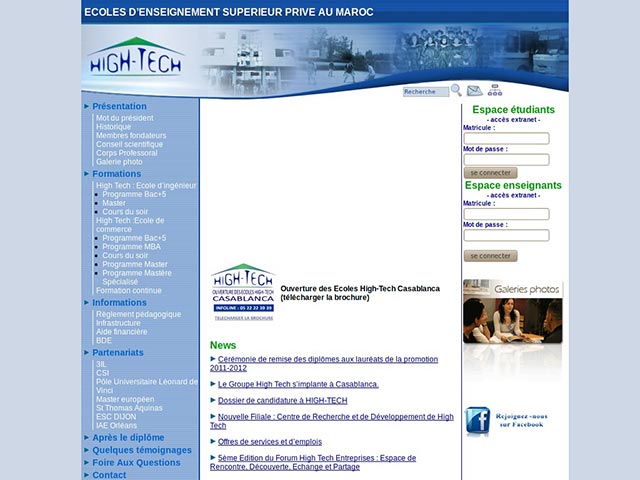 ECOLES D'ENSEIGNEMENT SUPERIEUR PRIVE AU MAROC
HIGH-TECH
Recherche
Présentation
Mot du président
Historique
Membres fondateurs
Conseil scientifique
Corps Professoral
Galerie photo
Formations
High Tech : Ecole d'ingénieur
Programme Bac+5
Master
Cours du soir
High Tech :Ecole de
commerce
Programme Bac+5
Programme MBA
Cours du soir
Programme Master
Programme Mastère
Spécialisé
Formation continue
Informations
Règlement pédagogique
Infrastructure
Aide financière
BDE
Partenariats
3IL
CSI
Pôle Universitaire Léonard de
Vinci
Master européen
St Thomas Aquinas
ESC DIJON
IAE Orléans
Après le diplôme
Quelques témoignages
Foire Aux Questions
Contact
HIGH-TECH
OUVERTURE DES ECOLES HIGH-TECH
CASABLANCA
INFOLINE : 05 22 22 39 39
TELECHARGER LA BROCHURE
Ouverture des Ecoles High-Tech Casablanca
(télécharger la brochure)
News
Cérémonie de remise des diplômes aux lauréats de la promotion
2011-2012
Le Groupe High Tech s'implante à Casablanca.
Dossier de candidature à HIGH-TECH
Nouvelle Filiale : Centre de Recherche et de Développement de High
Tech
Offres de services et d'emplois
5ème Edition du Forum High Tech Entreprises : Espace de
Rencontre, Découverte, Echange et Partage
Espace étudiants
- accès extranet -
Matricule :
Mot de passe :
se connecter
Espace enseignants
- accès extranet -
Matricule :
Mot de passe :
se connecter
Galeries photos
Rejoignez-nous
sur Facebook